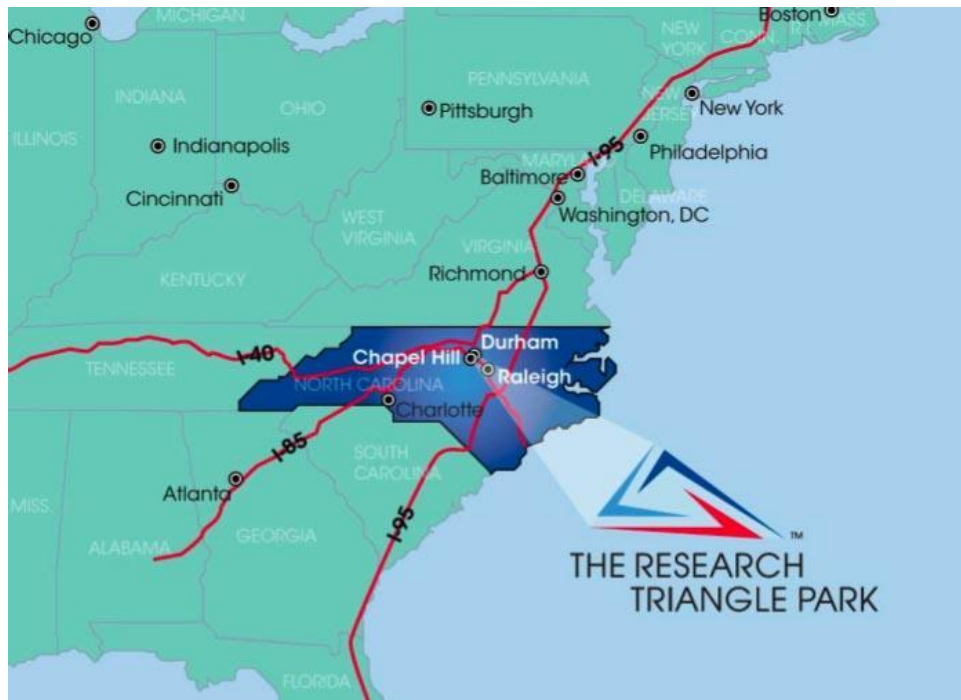 MICHIGAN
Boston
MASS.
Chicago
NEW
YORK
CONN.
R.I.
PENNSYLVANIA
INDIANA
OHIO
NEW
JERSEY
New York
Pittsburgh
ILLINOIS
Indianapolis
I-95
Philadelphia
MARYLAND
Baltimore
Cincinnati
DELAWARE
Washington, DC
WEST
VIRGINIA
VIRGINIA
Richmond
KENTUCKY
Durham
I-40
Chapel Hill
TENNESSEE
Raleigh
NORTH CAROLINA
Charlotte
I-85
SOUTH
CAROLINA
Atlanta
MISS.
I-95
GEORGIA
ALABAMA
TM
THE RESEARCH
TRIANGLE PARK
FLORIDA